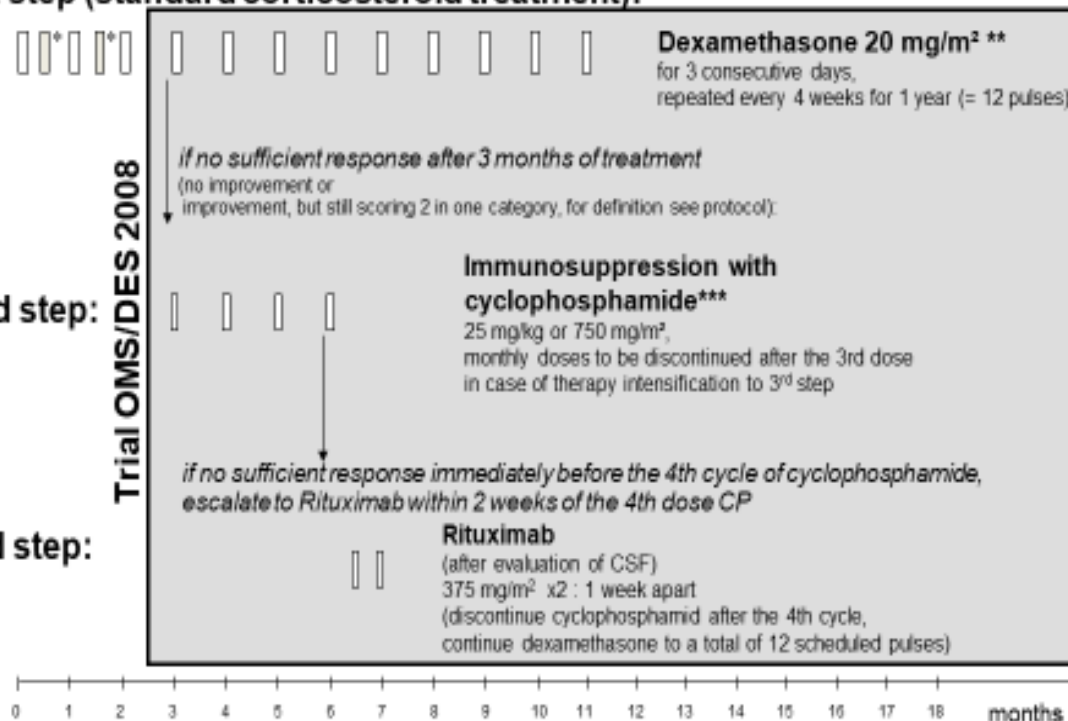 step (standard corticosteroid treatment):
* *
Dexamethasone 20 mg/m² **
for 3 consecutive days,
repeated every 4 weeks for 1 year (= 12 pulses)
if no sufficient response after 3 months of treatment
(no improvement or
improvement, but still scoring 2 in one category, for definition see protocol):
Trial OMS/DES 2008
d step:
Immunosuppression with
cyclophosphamide***
25 mg/kg or 750 mg/m²,
monthly doses to be discontinued after the 3rd dose
in case of therapy intensification to 3rd step
if no sufficient response immediately before the 4th cycle of cyclophosphamide,
escalate to Rituximab within 2 weeks of the 4th dose CP
d step:
Rituximab
(after evaluation of CSF)
375 mg/m² x2 : 1 week apart
(discontinue cyclophosphamid after the 4th cycle,
continue dexamethasone to a total of 12 scheduled pulses)
0 1 2 3 4 5 6 7 8 9 10 11 12 13 14 15 16 17 18 months